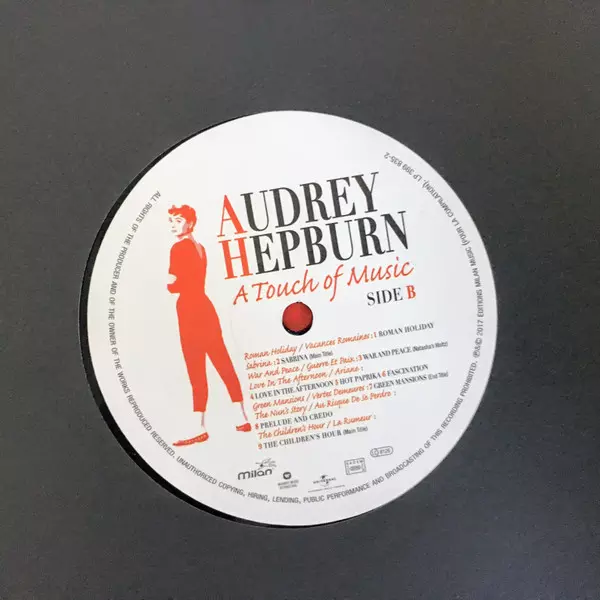 AUDREY
HEPBURN
A Touch of Music
SIDE B
Roman Holiday / Vacances Romaines : 1 ROMAN HOLIDAY
Sabrina : 2 SABRINA (Main Title)
War And Peace / Guerre Et Paix : 3 WAR AND PEACE (Natasha's Waltz)
Love In The Afternoon / Ariane :
4 LOVE IN THE AFTERNOON 5 HOT PAPRIKA 6 FASCINATION
Green Mansions / Vertes Demeures : 7 GREEN MANSIONS (End Title)
The Nun's Story / Au Risque De Se Perdre :
8 PRELUDE AND CREDO
The Children's Hour / La Rumeur :
9 THE CHILDREN'S HOUR (Main Title)
milan
UNIVERSAL
ALL RIGHTS OF THE PRODUCER AND OF THE OWNER OF THE WORKS REPRODUCED RESERVED. UNAUTHORIZED COPYING, HIRING, LENDING, PUBLIC PERFORMANCE AND BROADCASTING OF THIS RECORDING PROHIBITED. ℗&© 2017 EDITIONS MILAN MUSIC (POUR LA COMPILATION). LP 399 835-2